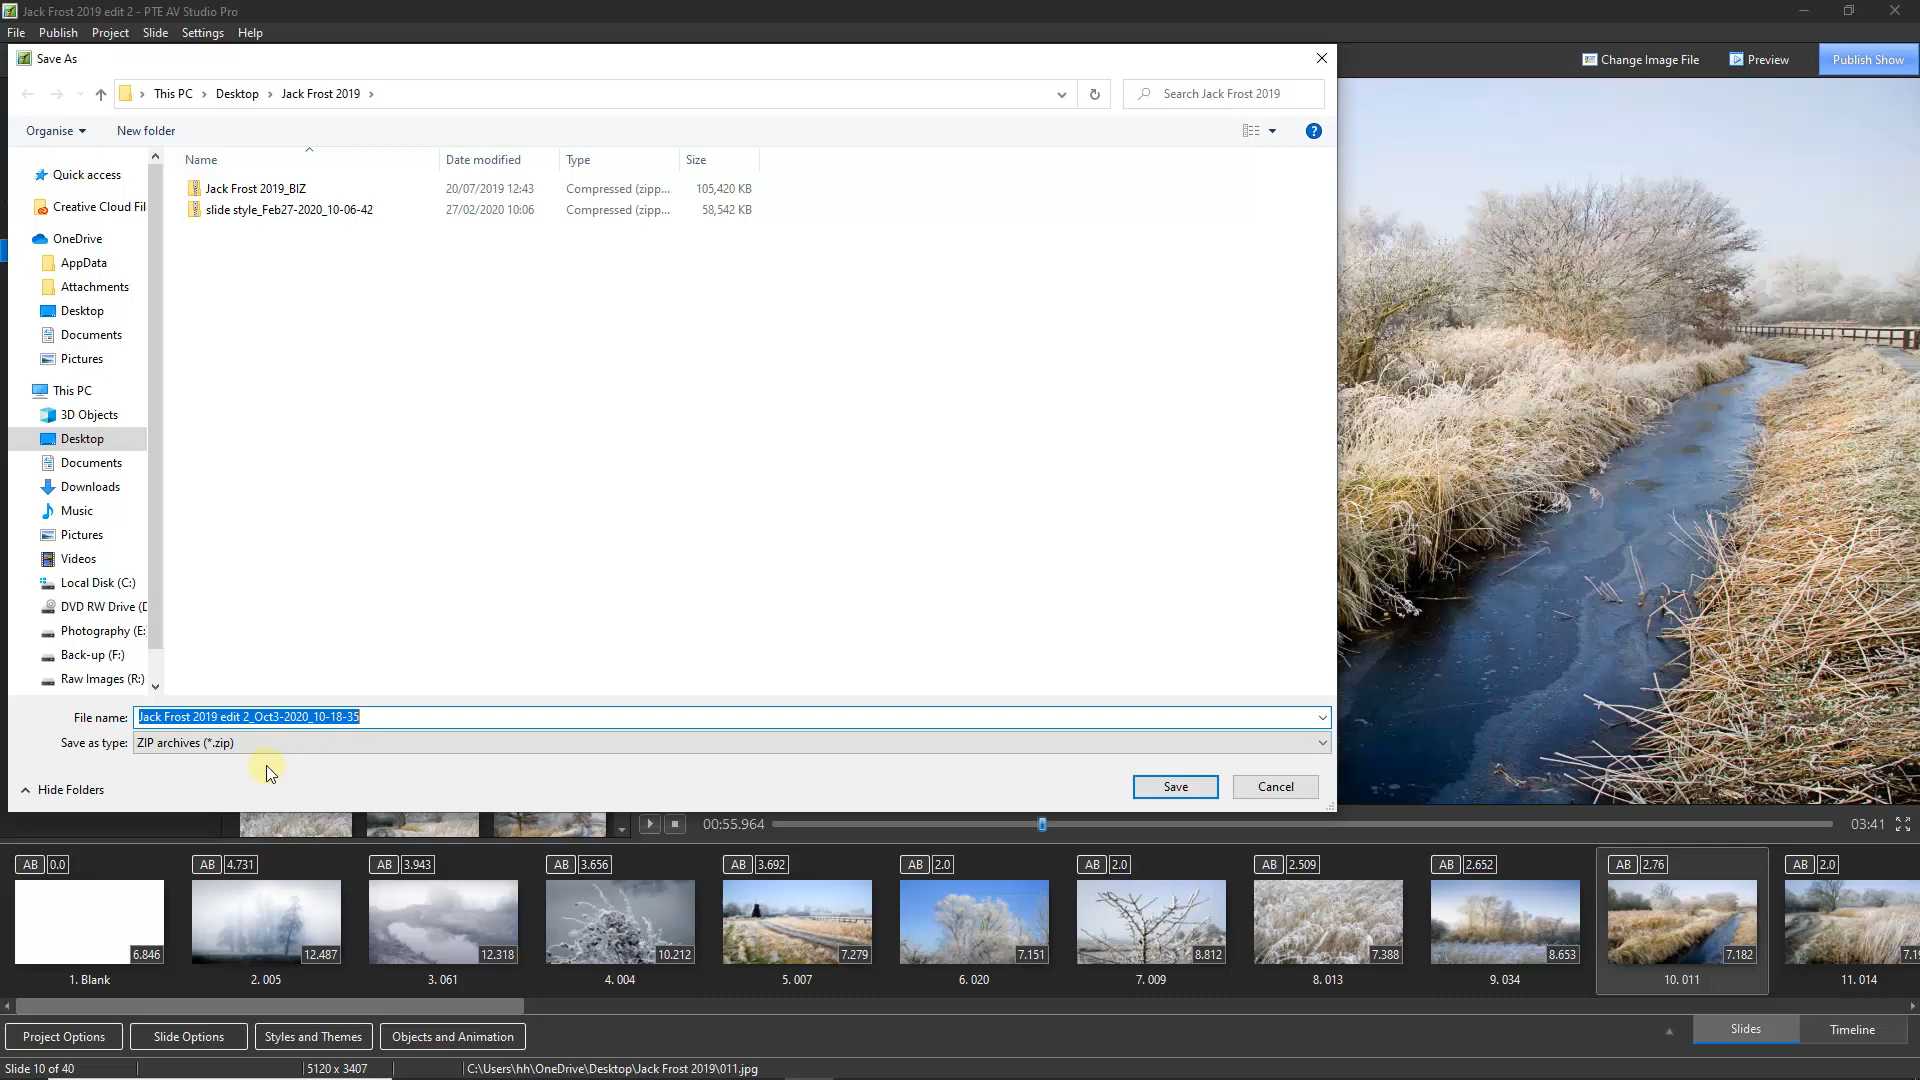 Jack Frost 2019 edit 2 - PTE AV Studio Pro
File Publish Project Slide Settings Help
Save As
Change Image File Preview Publish Show
This PC Desktop Jack Frost 2019
Search Jack Frost 2019
Organise New folder
Name Date modified Type Size
Jack Frost 2019_BIZ 20/07/2019 12:43 Compressed (zipp... 105,420 KB
slide style_Feb27-2020_10-06-42 27/02/2020 10:06 Compressed (zipp... 58,542 KB
Quick access
Creative Cloud Fil
OneDrive
AppData
Attachments
Desktop
Documents
Pictures
This PC
3D Objects
Desktop
Documents
Downloads
Music
Pictures
Videos
Local Disk (C:)
DVD RW Drive (D
Photography (E:
Back-up (F:)
Raw Images (R:)
File name: Jack Frost 2019 edit 2_Oct3-2020_10-18-35
Save as type: ZIP archives (*.zip)
Hide Folders Save Cancel
00:55.964 03:41
AB 0.0 AB 4.731 AB 3.943 AB 3.656 AB 3.692 AB 2.0 AB 2.0 AB 2.509 AB 2.652 AB 2.76 AB 2.0
6.846 12.487 12.318 10.212 7.279 7.151 8.812 7.388 8.653 7.182 7.19
1. Blank 2. 005 3. 061 4. 004 5. 007 6. 020 7. 009 8. 013 9. 034 10. 011 11. 014
Project Options Slide Options Styles and Themes Objects and Animation Slides Timeline
Slide 10 of 40 5120 x 3407 C:\Users\hh\OneDrive\Desktop\Jack Frost 2019\011.jpg